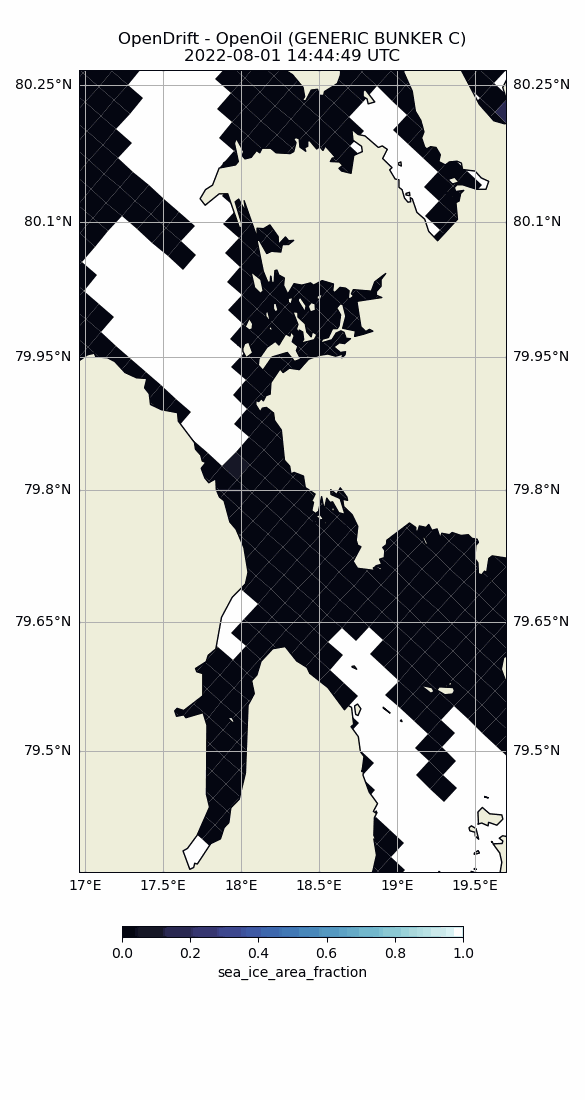 OpenDrift - OpenOil (GENERIC BUNKER C)
2022-08-01 14:44:49 UTC
80.25°N 80.25°N
80.1°N 80.1°N
79.95°N 79.95°N
79.8°N 79.8°N
79.65°N 79.65°N
79.5°N 79.5°N
17°E 17.5°E 18°E 18.5°E 19°E 19.5°E
0.0 0.2 0.4 0.6 0.8 1.0
sea_ice_area_fraction